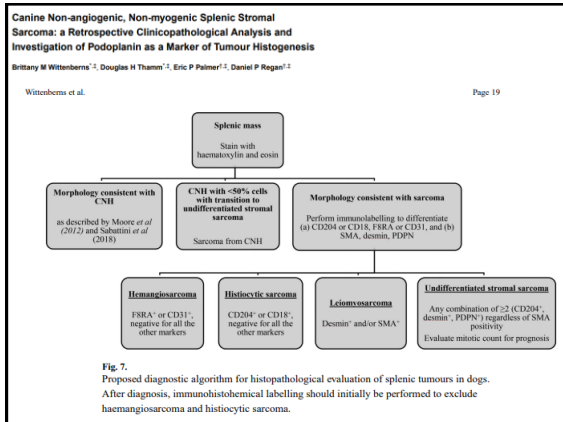 Canine Non-angiogenic, Non-myogenic Splenic Stromal
Sarcoma: a Retrospective Clinicopathological Analysis and
Investigation of Podoplanin as a Marker of Tumour Histogenesis
Brittany M Wittenberns*,‡, Douglas H Thamm*,‡, Eric P Palmer†,‡, Daniel P Regan†,‡
Wittenberns et al.
Page 19
Splenic mass
Stain with
haematoxylin and eosin
Morphology consistent with
CNH
as described by Moore et al
(2012) and Sabattini et al
(2018)
CNH with <50% cells
with transition to
undifferentiated stromal
sarcoma
Sarcoma from CNH
Morphology consistent with sarcoma
Perform immunolabelling to differentiate
(a) CD204 or CD18, F8RA or CD31, and (b)
SMA, desmin, PDPN
Hemangiosarcoma
F8RA+ or CD31+,
negative for all the
other markers
Histiocytic sarcoma
CD204+ or CD18+,
negative for all the
other markers
Leiomyosarcoma
Desmin+ and/or SMA+
Undifferentiated stromal sarcoma
Any combination of ≥2 (CD204+,
desmin+, PDPN+) regardless of SMA
positivity
Evaluate mitotic count for prognosis
Fig. 7.
Proposed diagnostic algorithm for histopathological evaluation of splenic tumours in dogs.
After diagnosis, immunohistohemical labelling should initially be performed to exclude
haemangiosarcoma and histiocytic sarcoma.